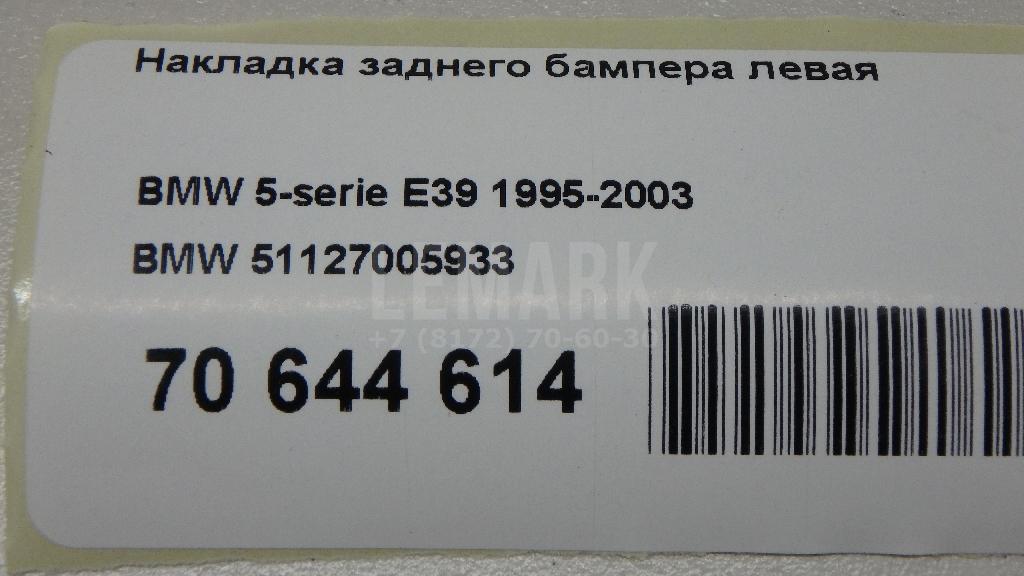 Накладка заднего бампера левая
BMW 5-serie E39 1995-2003
BMW 51127005933
LEMARK
+7 (8172) 70-60-30
70 644 614